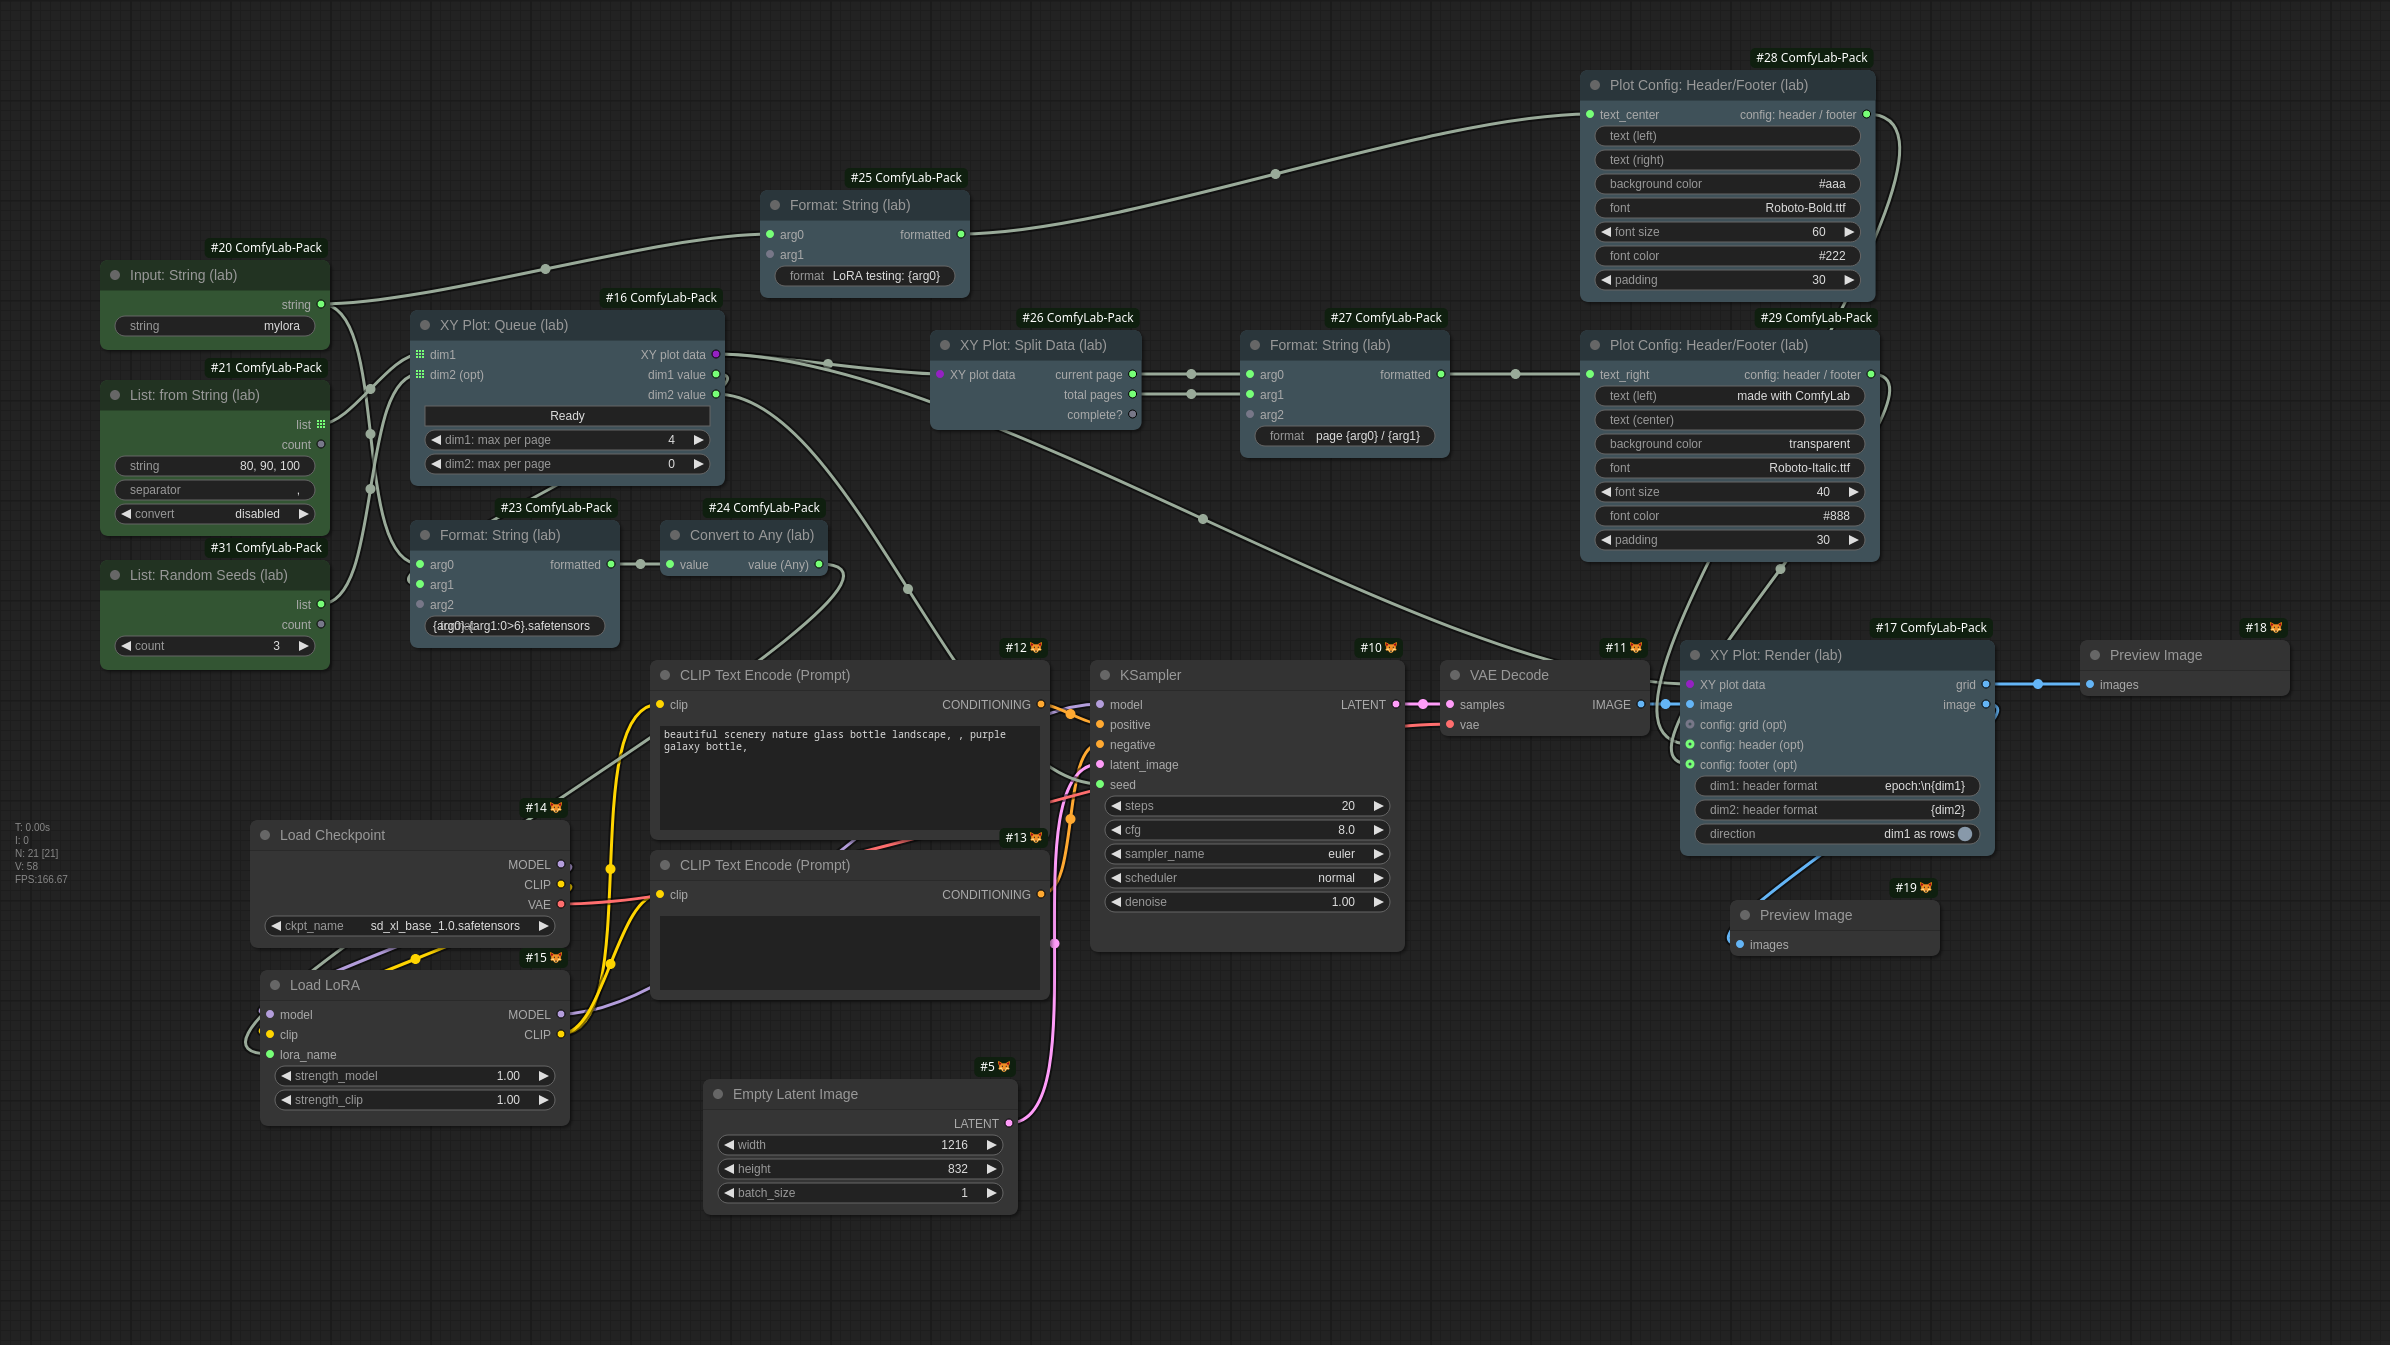 #28 ComfyLab-Pack
Plot Config: Header/Footer (lab)
text_center config: header / footer
text (left)
text (right)
background color #aaa
font Roboto-Bold.ttf
font size 60
font color #222
padding 30
#25 ComfyLab-Pack
Format: String (lab)
arg0 formatted
arg1
format LoRA testing: {arg0}
#20 ComfyLab-Pack
Input: String (lab)
string
string mylora
#16 ComfyLab-Pack
XY Plot: Queue (lab)
dim1 XY plot data
dim2 (opt) dim1 value
dim2 value
Ready
dim1: max per page 4
dim2: max per page 0
#26 ComfyLab-Pack
XY Plot: Split Data (lab)
XY plot data current page
total pages
complete?
#27 ComfyLab-Pack
Format: String (lab)
arg0 formatted
arg1
arg2
format page {arg0} / {arg1}
#29 ComfyLab-Pack
Plot Config: Header/Footer (lab)
text_right config: header / footer
text (left) made with ComfyLab
text (center)
background color transparent
font Roboto-Italic.ttf
font size 40
font color #888
padding 30
#21 ComfyLab-Pack
List: from String (lab)
list
count
string 80, 90, 100
separator ,
convert disabled
#31 ComfyLab-Pack
List: Random Seeds (lab)
list
count
count 3
#23 ComfyLab-Pack
Format: String (lab)
arg0 formatted
arg1
arg2
{arg1:0>6}.safetensors
#24 ComfyLab-Pack
Convert to Any (lab)
value value (Any)
#12
CLIP Text Encode (Prompt)
clip CONDITIONING
beautiful scenery nature glass bottle landscape, , purple
galaxy bottle,
#13
CLIP Text Encode (Prompt)
clip CONDITIONING
#10
KSampler
model LATENT
positive
negative
latent_image
seed
steps 20
cfg 8.0
sampler_name euler
scheduler normal
denoise 1.00
#11
VAE Decode
samples IMAGE
vae
#17 ComfyLab-Pack
XY Plot: Render (lab)
XY plot data grid
image image
config: grid (opt)
config: header (opt)
config: footer (opt)
dim1: header format epoch:\n{dim1}
dim2: header format {dim2}
direction dim1 as rows
#18
Preview Image
images
#19
Preview Image
images
#14
Load Checkpoint
MODEL
CLIP
VAE
ckpt_name sd_xl_base_1.0.safetensors
#15
Load LoRA
model MODEL
clip CLIP
lora_name
strength_model 1.00
strength_clip 1.00
#5
Empty Latent Image
LATENT
width 1216
height 832
batch_size 1
T: 0.00s
I: 0
N: 21 [21]
V: 58
FPS:166.67